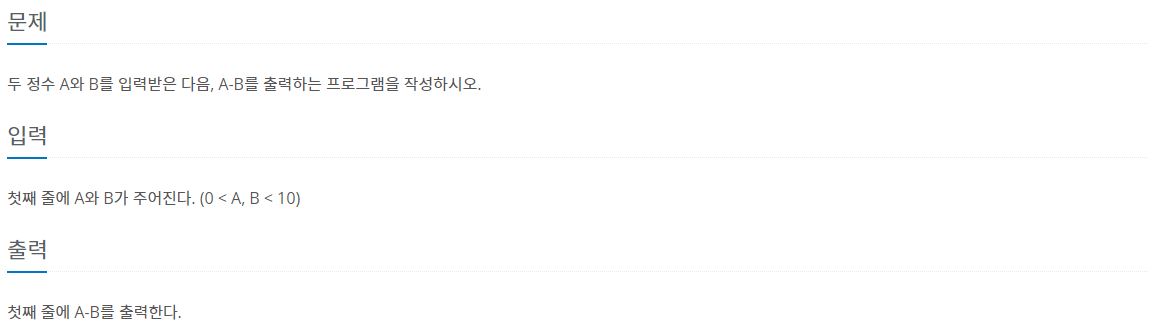 문제
두 정수 A와 B를 입력받은 다음, A-B를 출력하는 프로그램을 작성하시오.
입력
첫째 줄에 A와 B가 주어진다. (0 < A, B < 10)
출력
첫째 줄에 A-B를 출력한다.